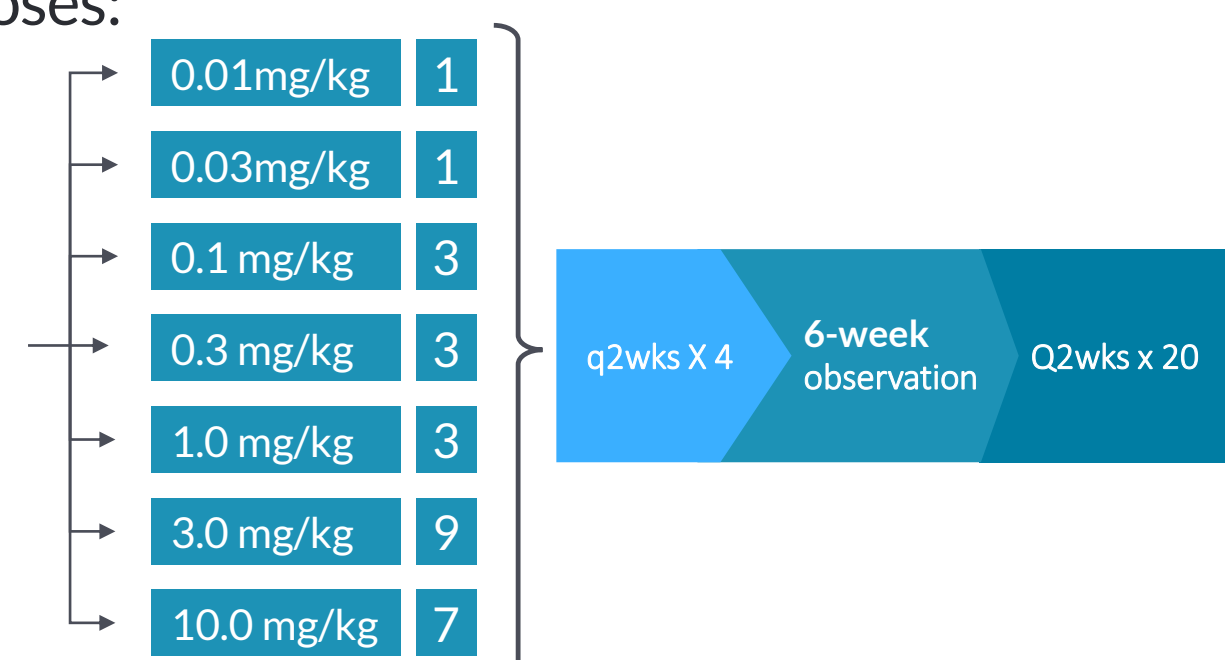 oses:
0.01mg/kg 1
0.03mg/kg 1
0.1 mg/kg 3
0.3 mg/kg 3
1.0 mg/kg 3
3.0 mg/kg 9
10.0 mg/kg 7
q2wks X 4
6-week
observation
Q2wks x 20